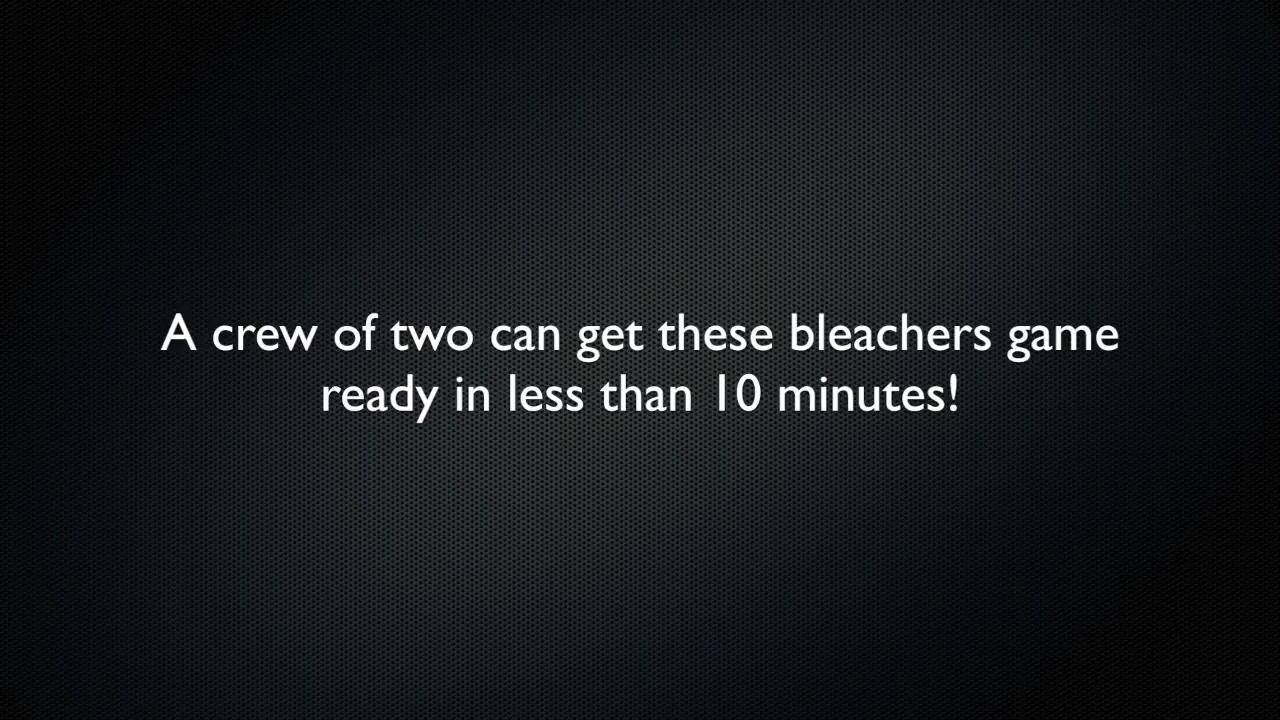 A crew of two can get these bleachers game
ready in less than 10 minutes!